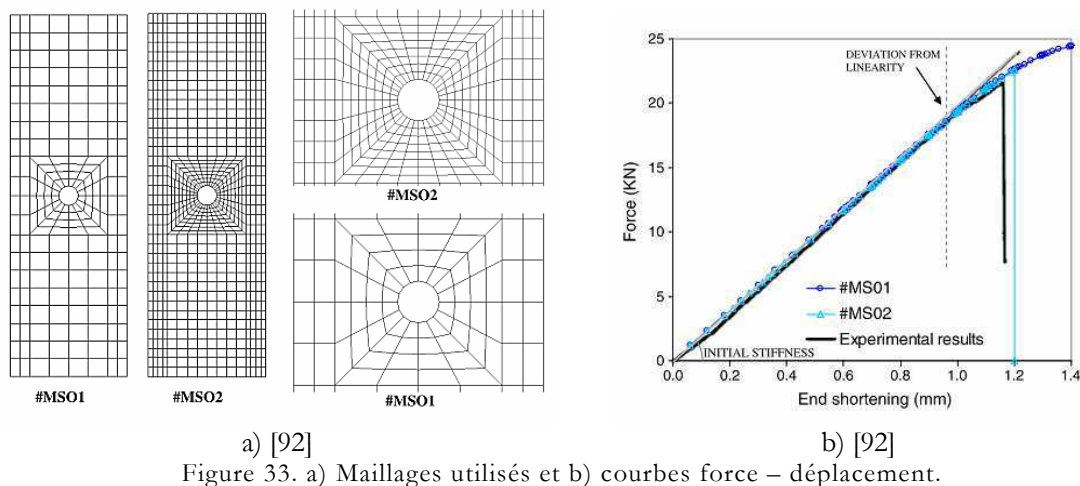 #MSO1
#MSO2
#MSO2
#MSO1
a) [92]
25
20
15
10
5
0
Force (KN)
DEVIATION FROM
LINEARITY
#MS01
#MS02
Experimental results
INITIAL STIFFNESS
0.0 0.2 0.4 0.6 0.8 1.0 1.2 1.4
End shortening (mm)
b) [92]
Figure 33. a) Maillages utilisés et b) courbes force – déplacement.